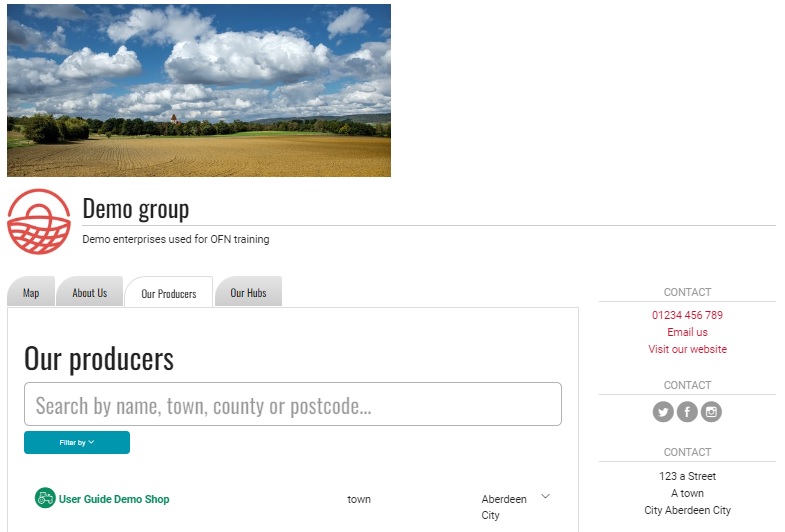 Demo group
Demo enterprises used for OFN training
Map
About Us
Our Producers
Our Hubs
Our producers
Search by name, town, county or postcode...
Filter by
User Guide Demo Shop
town
Aberdeen
City
CONTACT
01234 456 789
Email us
Visit our website
CONTACT
CONTACT
123 a Street
A town
City Aberdeen City